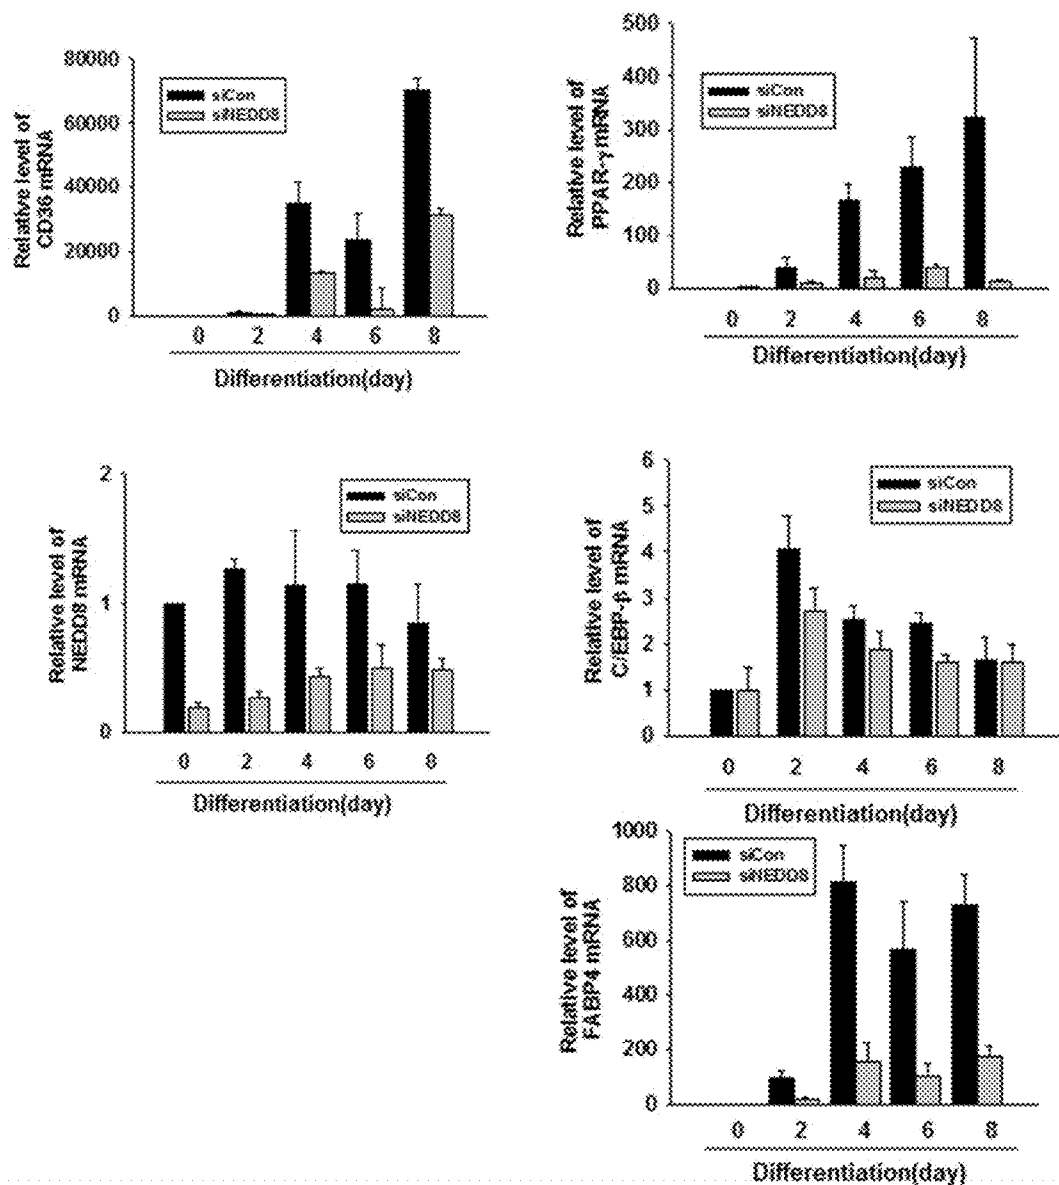 Relative level of
CD36 mRNA
80000
60000
40000
20000
0
siCon
siNEDD8
0 2 4 6 8
Differentiation(day)
Relative level of
PPAR-γ mRNA
500
400
300
200
100
0
siCon
siNEDD8
0 2 4 6 8
Differentiation(day)
Relative level of
NEDD8 mRNA
2
1
0
siCon
siNEDD8
0 2 4 6 8
Differentiation(day)
Relative level of
C/EBP-β mRNA
6
5
4
3
2
1
0
siCon
siNEDD8
0 2 4 6 8
Differentiation(day)
Relative level of
FABP4 mRNA
1000
800
600
400
200
0
siCon
siNEDD8
0 2 4 6 8
Differentiation(day)